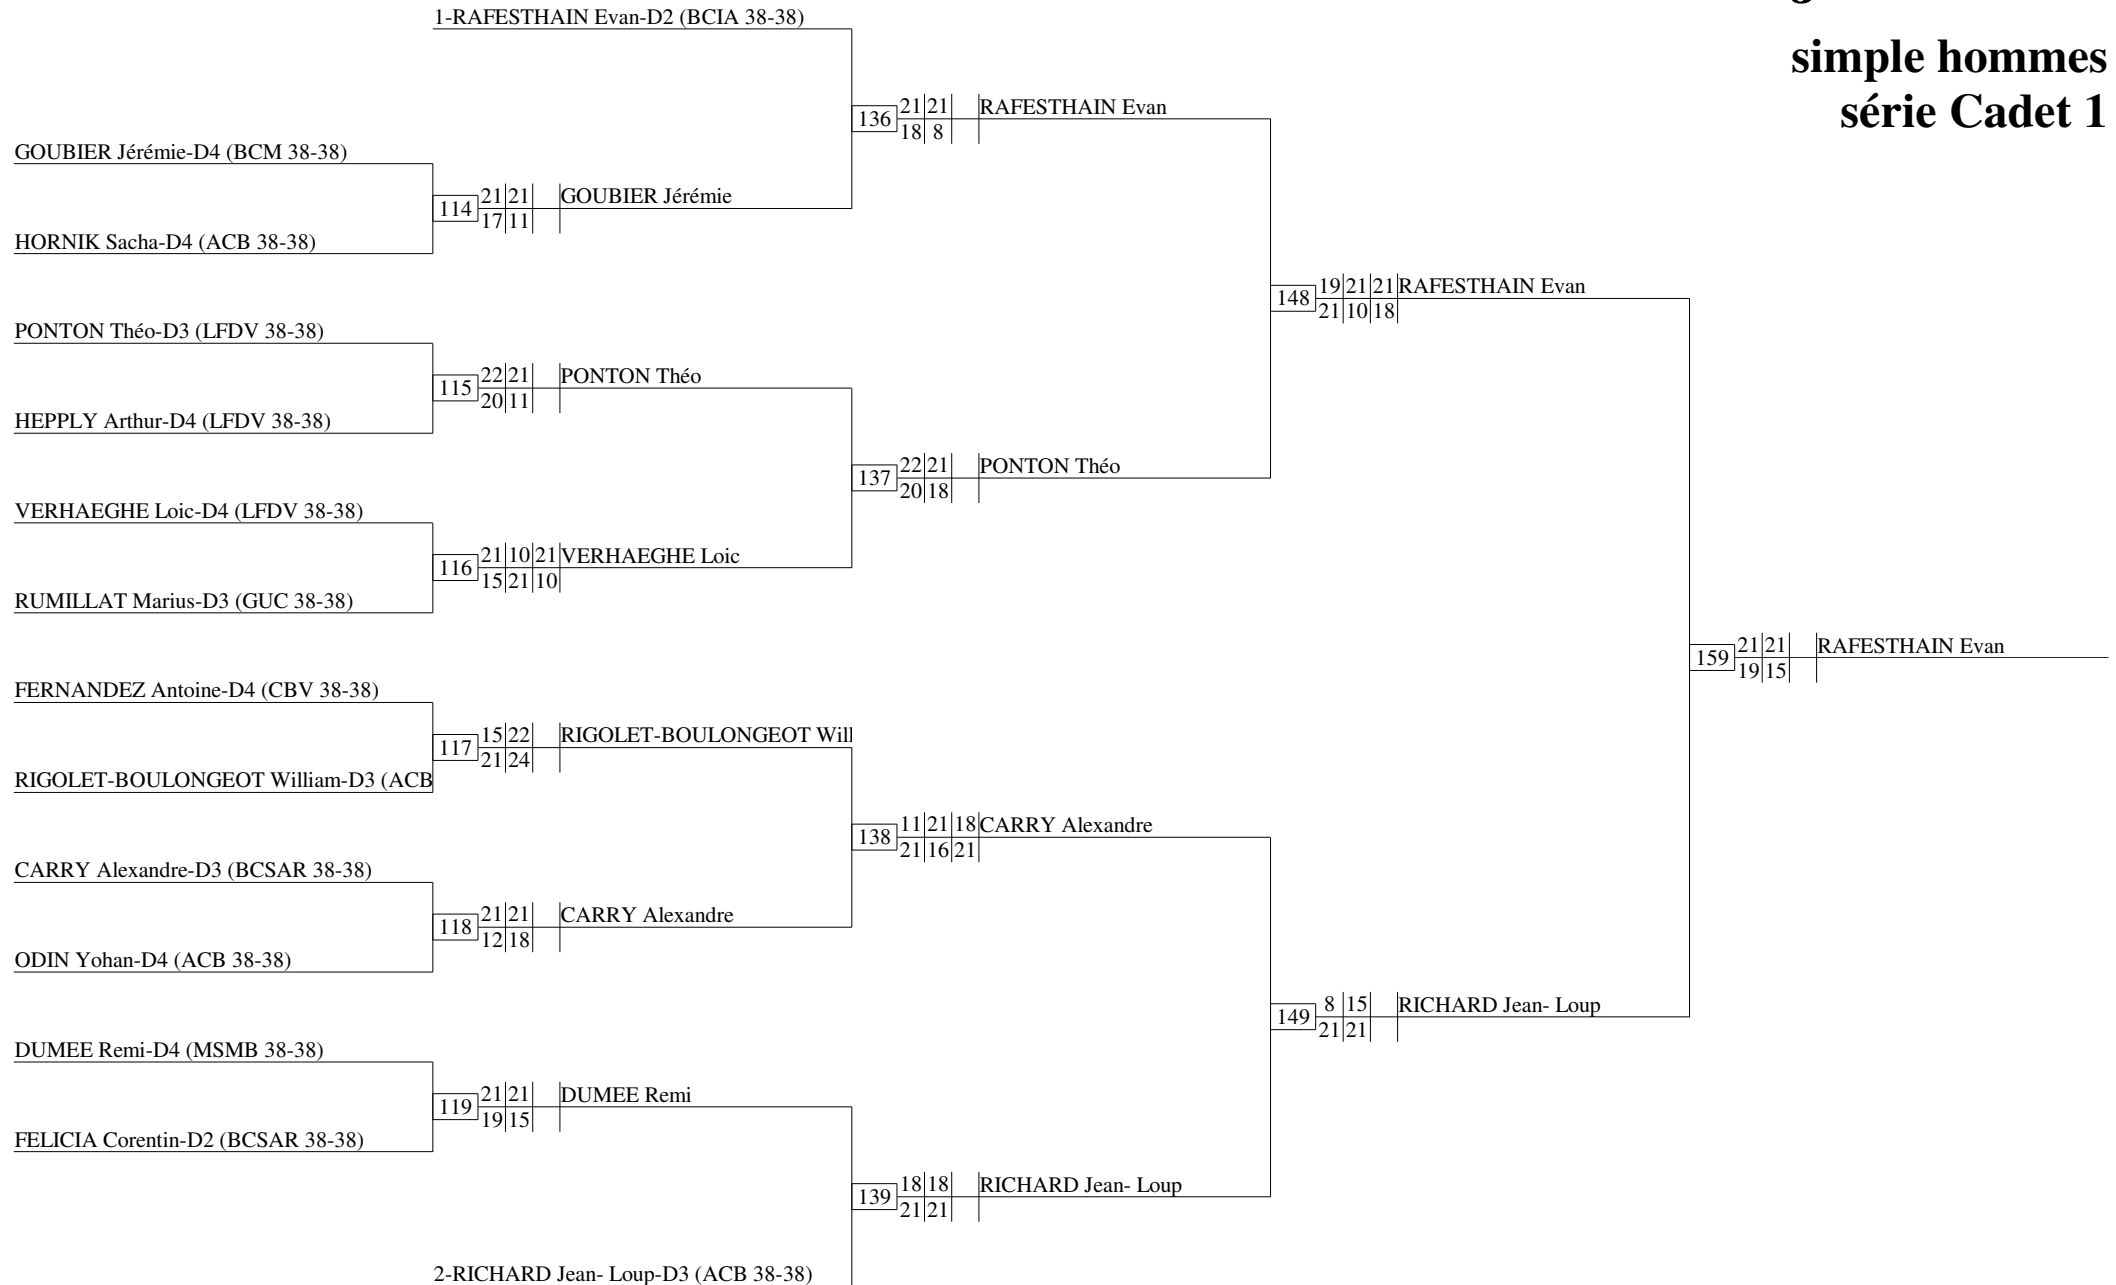 1-RAFESTHAIN Evan-D2 (BCIA 38-38)
simple hommes
série Cadet 1
136 21 21 RAFESTHAIN Evan
18 8
GOUBIER Jérémie-D4 (BCM 38-38)
114 21 21 GOUBIER Jérémie
17 11
HORNIK Sacha-D4 (ACB 38-38)
148 19 21 21 RAFESTHAIN Evan
21 10 18
PONTON Théo-D3 (LFDV 38-38)
115 22 21 PONTON Théo
20 11
HEPPLY Arthur-D4 (LFDV 38-38)
137 22 21 PONTON Théo
20 18
VERHAEGHE Loic-D4 (LFDV 38-38)
116 21 10 21 VERHAEGHE Loic
15 21 10
RUMILLAT Marius-D3 (GUC 38-38)
159 21 21 RAFESTHAIN Evan
19 15
FERNANDEZ Antoine-D4 (CBV 38-38)
117 15 22 RIGOLET-BOULONGEOT Will
21 24
RIGOLET-BOULONGEOT William-D3 (ACB
138 11 21 18 CARRY Alexandre
21 16 21
CARRY Alexandre-D3 (BCSAR 38-38)
118 21 21 CARRY Alexandre
12 18
ODIN Yohan-D4 (ACB 38-38)
149 8 15 RICHARD Jean- Loup
21 21
DUMEE Remi-D4 (MSMB 38-38)
119 21 21 DUMEE Remi
19 15
FELICIA Corentin-D2 (BCSAR 38-38)
139 18 18 RICHARD Jean- Loup
21 21
2-RICHARD Jean- Loup-D3 (ACB 38-38)